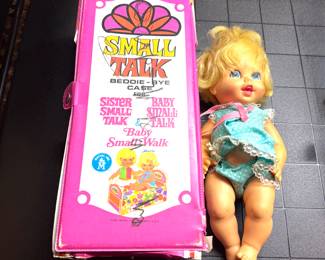 SMALL
TALK
BEDDIE-BYE
CASE
SISTER BABY
SMALL SMALL
TALK TALK
Baby
Small Walk